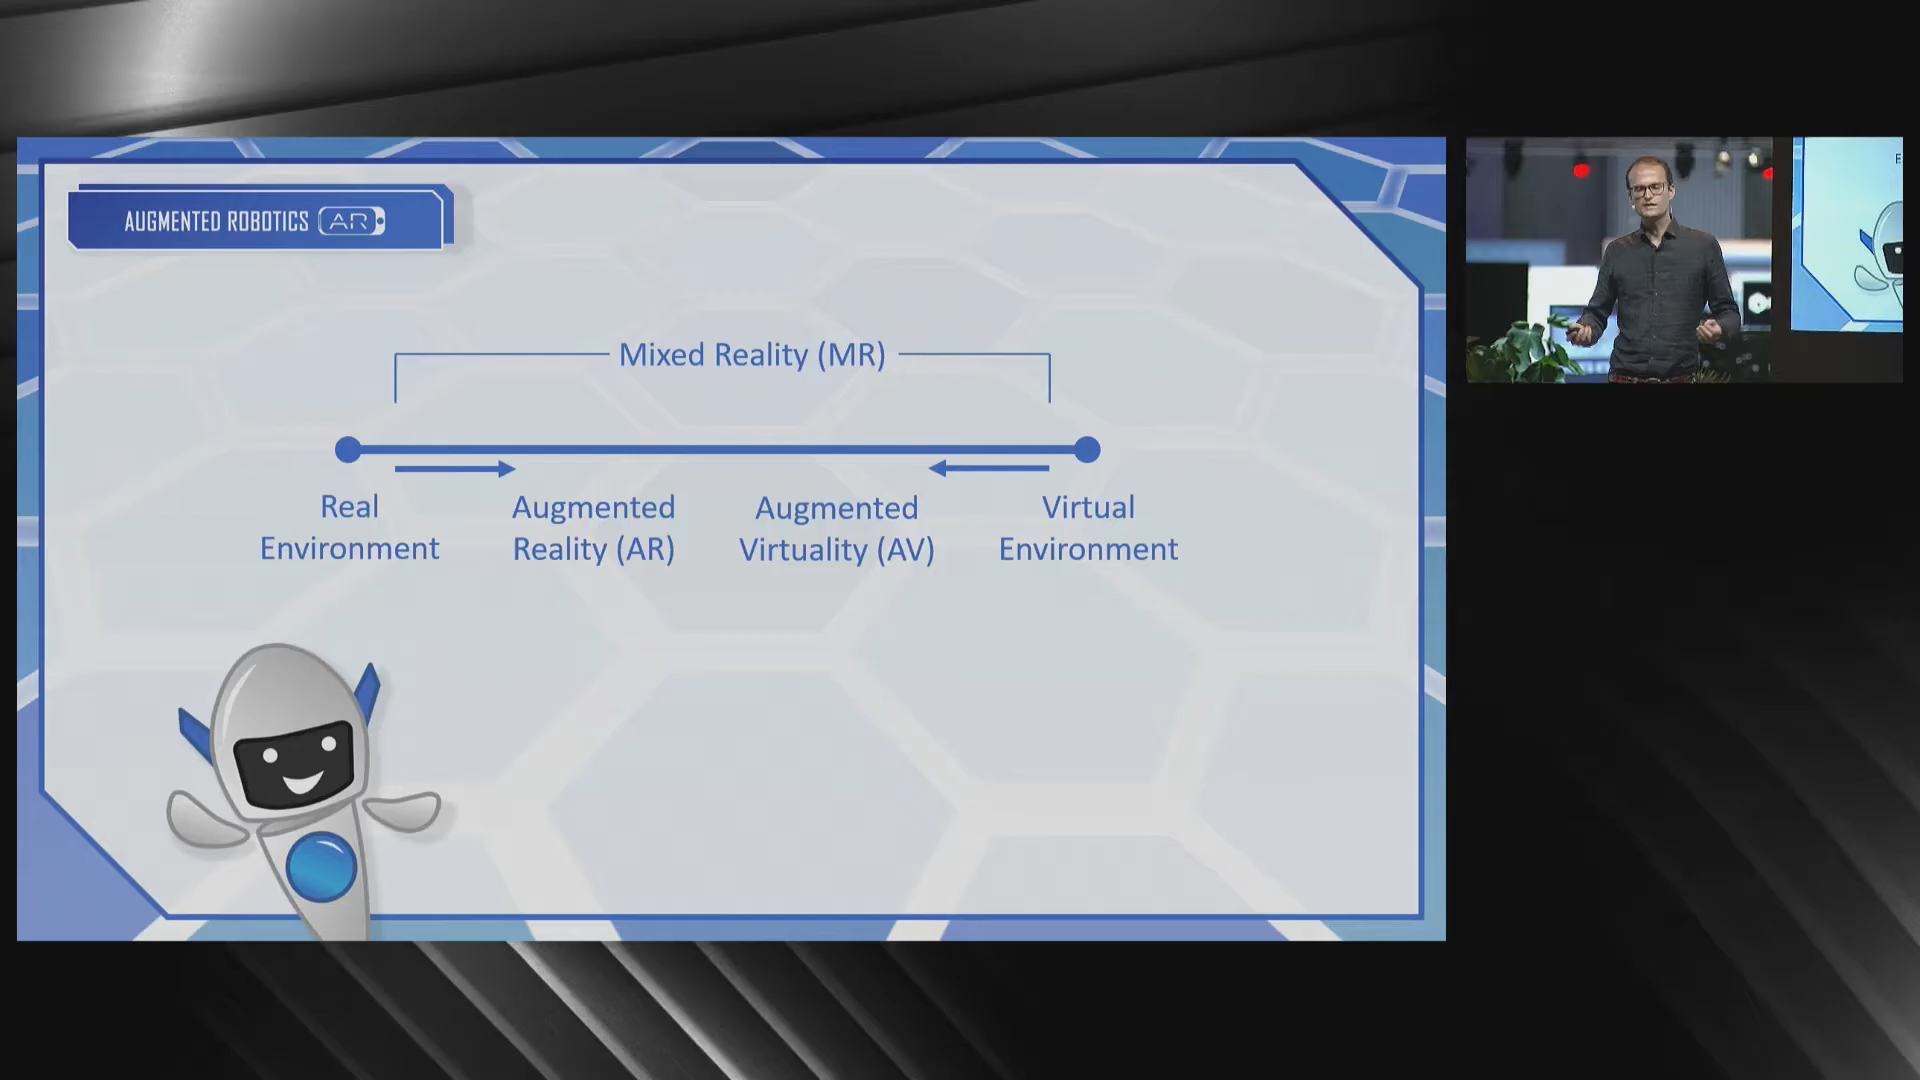 AUGMENTED ROBOTICS AR
Mixed Reality (MR)
Real
Environment
Augmented
Reality (AR)
Augmented
Virtuality (AV)
Virtual
Environment
E